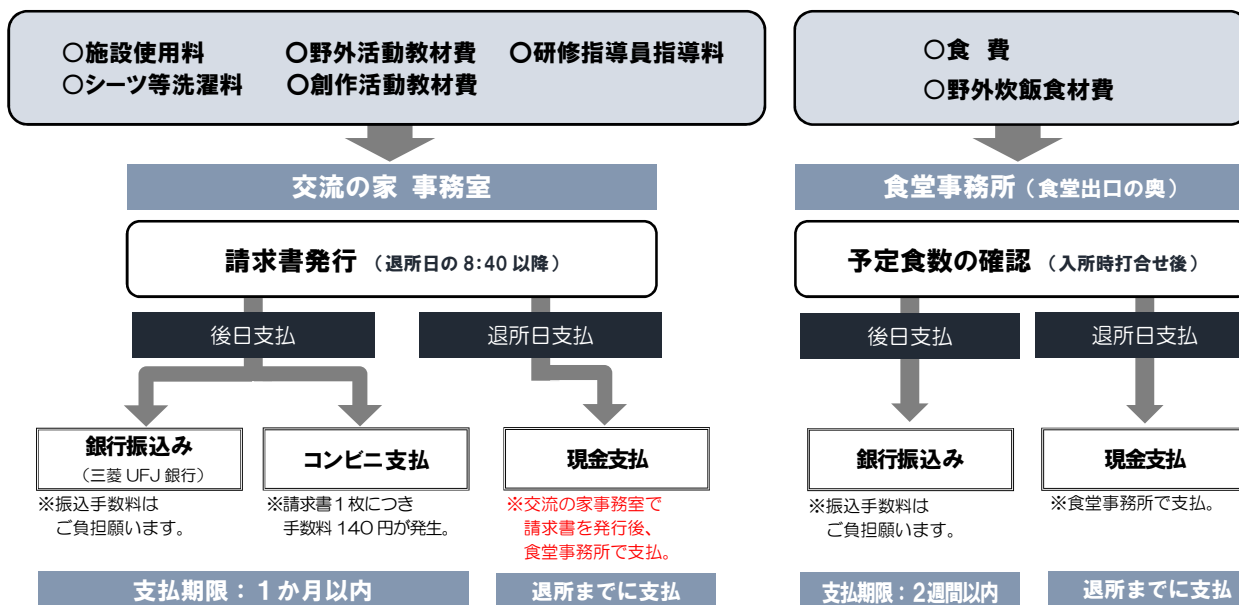 ○施設使用料 ○野外活動教材費 ○研修指導員指導料
○シーツ等洗濯料 ○創作活動教材費
交流の家 事務室
請求書発行 (退所日の 8:40 以降)
後日支払
退所日支払
銀行振込み
(三菱 UFJ 銀行)
※振込手数料は
ご負担願います。
コンビニ支払
※請求書1枚につき
手数料 140 円が発生。
現金支払
※交流の家事務室で
請求書を発行後、
食堂事務所で支払。
支払期限：1か月以内
退所までに支払
○食 費
○野外炊飯食材費
食堂事務所(食堂出口の奥)
予定食数の確認 (入所時打合せ後)
後日支払
退所日支払
銀行振込み
※振込手数料は
ご負担願います。
現金支払
※食堂事務所で支払。
支払期限：2週間以内
退所までに支払